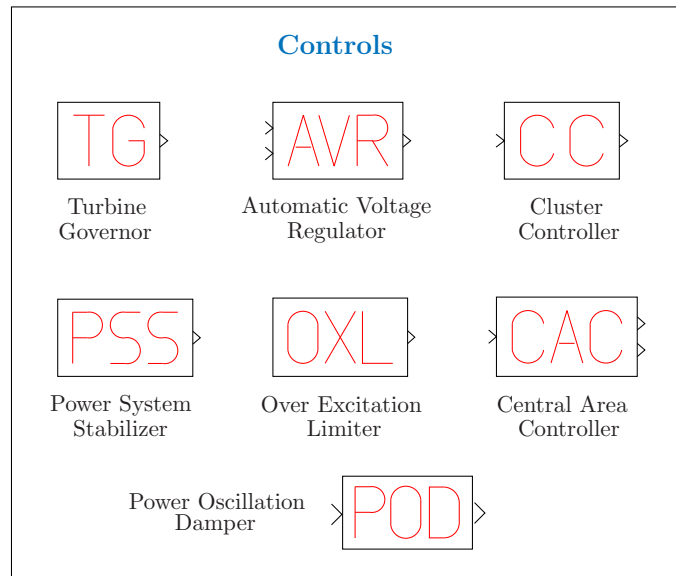 Controls
TG
AVR
CC
Turbine
Governor
Automatic Voltage
Regulator
Cluster
Controller
PSS
OXL
CAC
Power System
Stabilizer
Over Excitation
Limiter
Central Area
Controller
Power Oscillation
Damper
POD